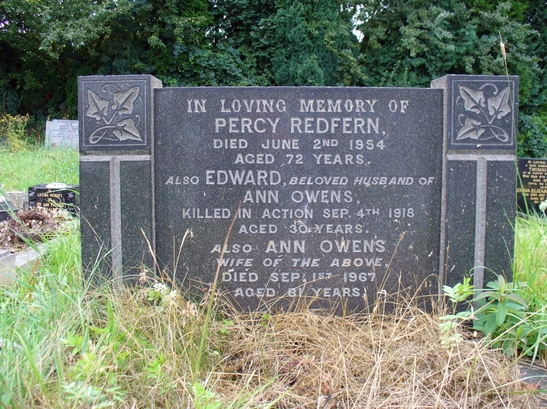 IN LOVING MEMORY OF
PERCY REDFERN,
DIED JUNE 2ND 1954
AGED 72 YEARS.
ALSO EDWARD, BELOVED HUSBAND OF
ANN OWENS,
KILLED IN ACTION SEP. 4TH 1918
AGED 30 YEARS.
ALSO ANN OWENS
WIFE OF THE ABOVE,
DIED SEP. 1ST 1967
AGED 81 YEARS.
THOMAS